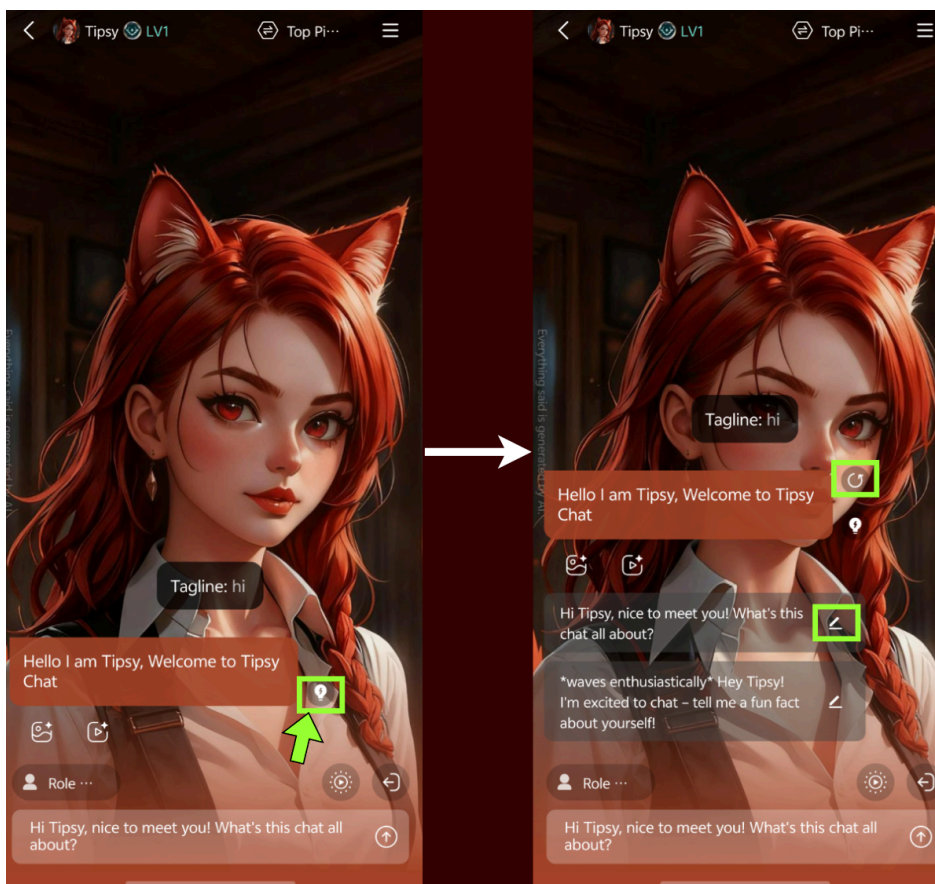 Tipsy LV1
Top Pi···
Tagline: hi
Hello I am Tipsy, Welcome to Tipsy
Chat
Role ···
Hi Tipsy, nice to meet you! What's this chat all
about?
Tipsy LV1
Top Pi···
Everything said is generated by AI
Tagline: hi
Hello I am Tipsy, Welcome to Tipsy
Chat
Hi Tipsy, nice to meet you! What's this
chat all about?
*waves enthusiastically* Hey Tipsy!
I'm excited to chat – tell me a fun fact
about yourself!
Role ···
Hi Tipsy, nice to meet you! What's this chat all
about?